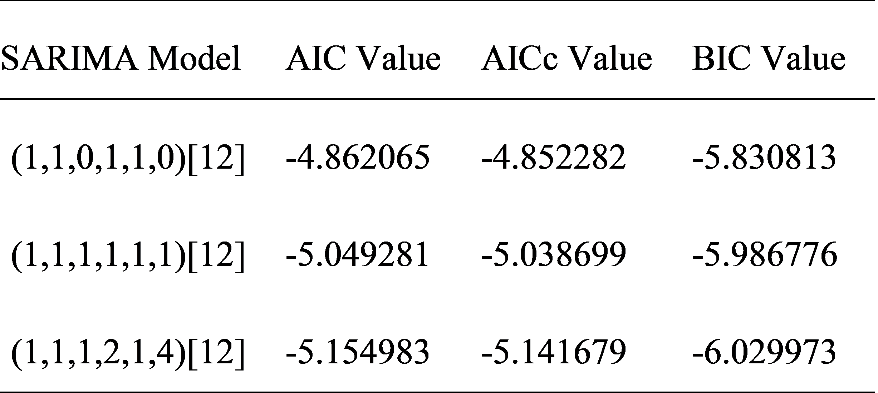 SARIMA Model AIC Value AICc Value BIC Value
(1,1,0,1,1,0)[12] -4.862065 -4.852282 -5.830813
(1,1,1,1,1,1)[12] -5.049281 -5.038699 -5.986776
(1,1,1,2,1,4)[12] -5.154983 -5.141679 -6.029973